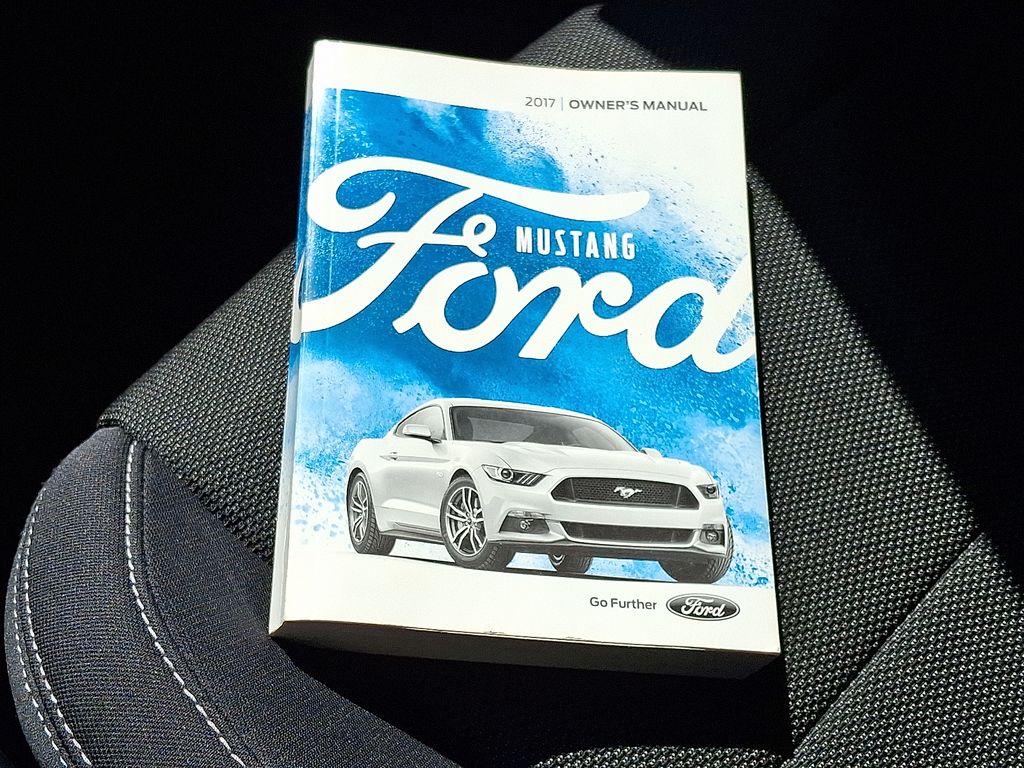 2017 | OWNER'S MANUAL
MUSTANG
Ford
Go Further Ford